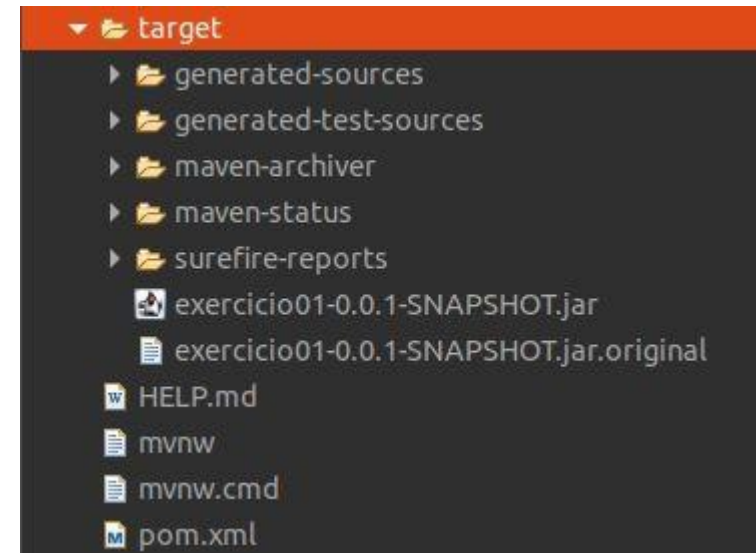 target
generated-sources
generated-test-sources
maven-archiver
maven-status
surefire-reports
exercicio01-0.0.1-SNAPSHOT.jar
exercicio01-0.0.1-SNAPSHOT.jar.original
HELP.md
mvnw
mvnw.cmd
pom.xml